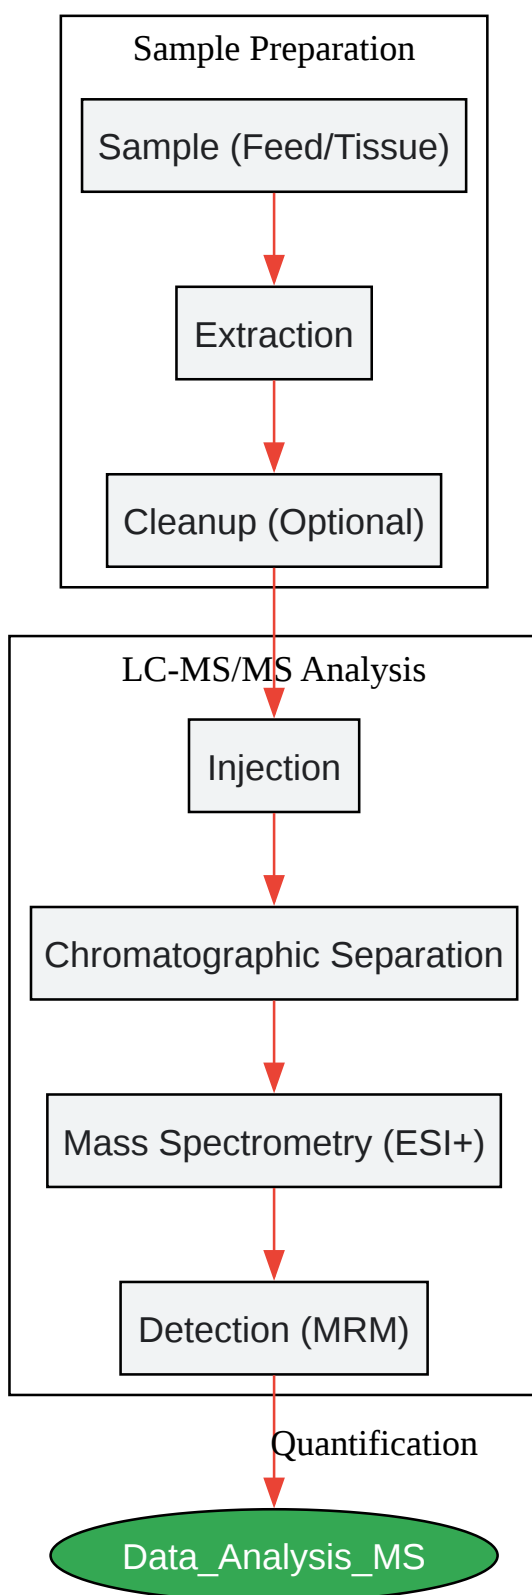 Sample Preparation
Sample (Feed/Tissue)
Extraction
Cleanup (Optional)
LC-MS/MS Analysis
Injection
Chromatographic Separation
Mass Spectrometry (ESI+)
Detection (MRM)
Quantification
Data_Analysis_MS